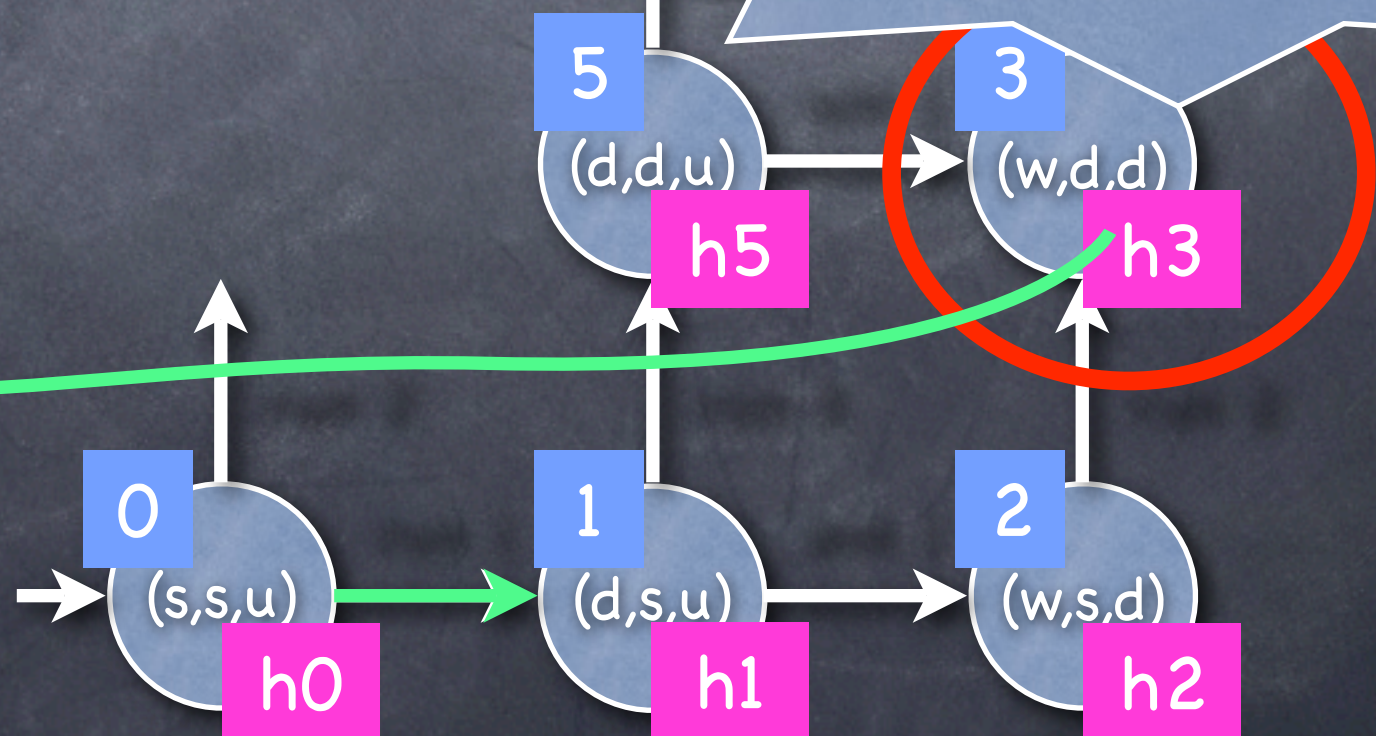 5
3
(d,d,u)
(w,d,d)
h5
h3
0
1
2
(s,s,u)
(d,s,u)
(w,s,d)
h0
h1
h2